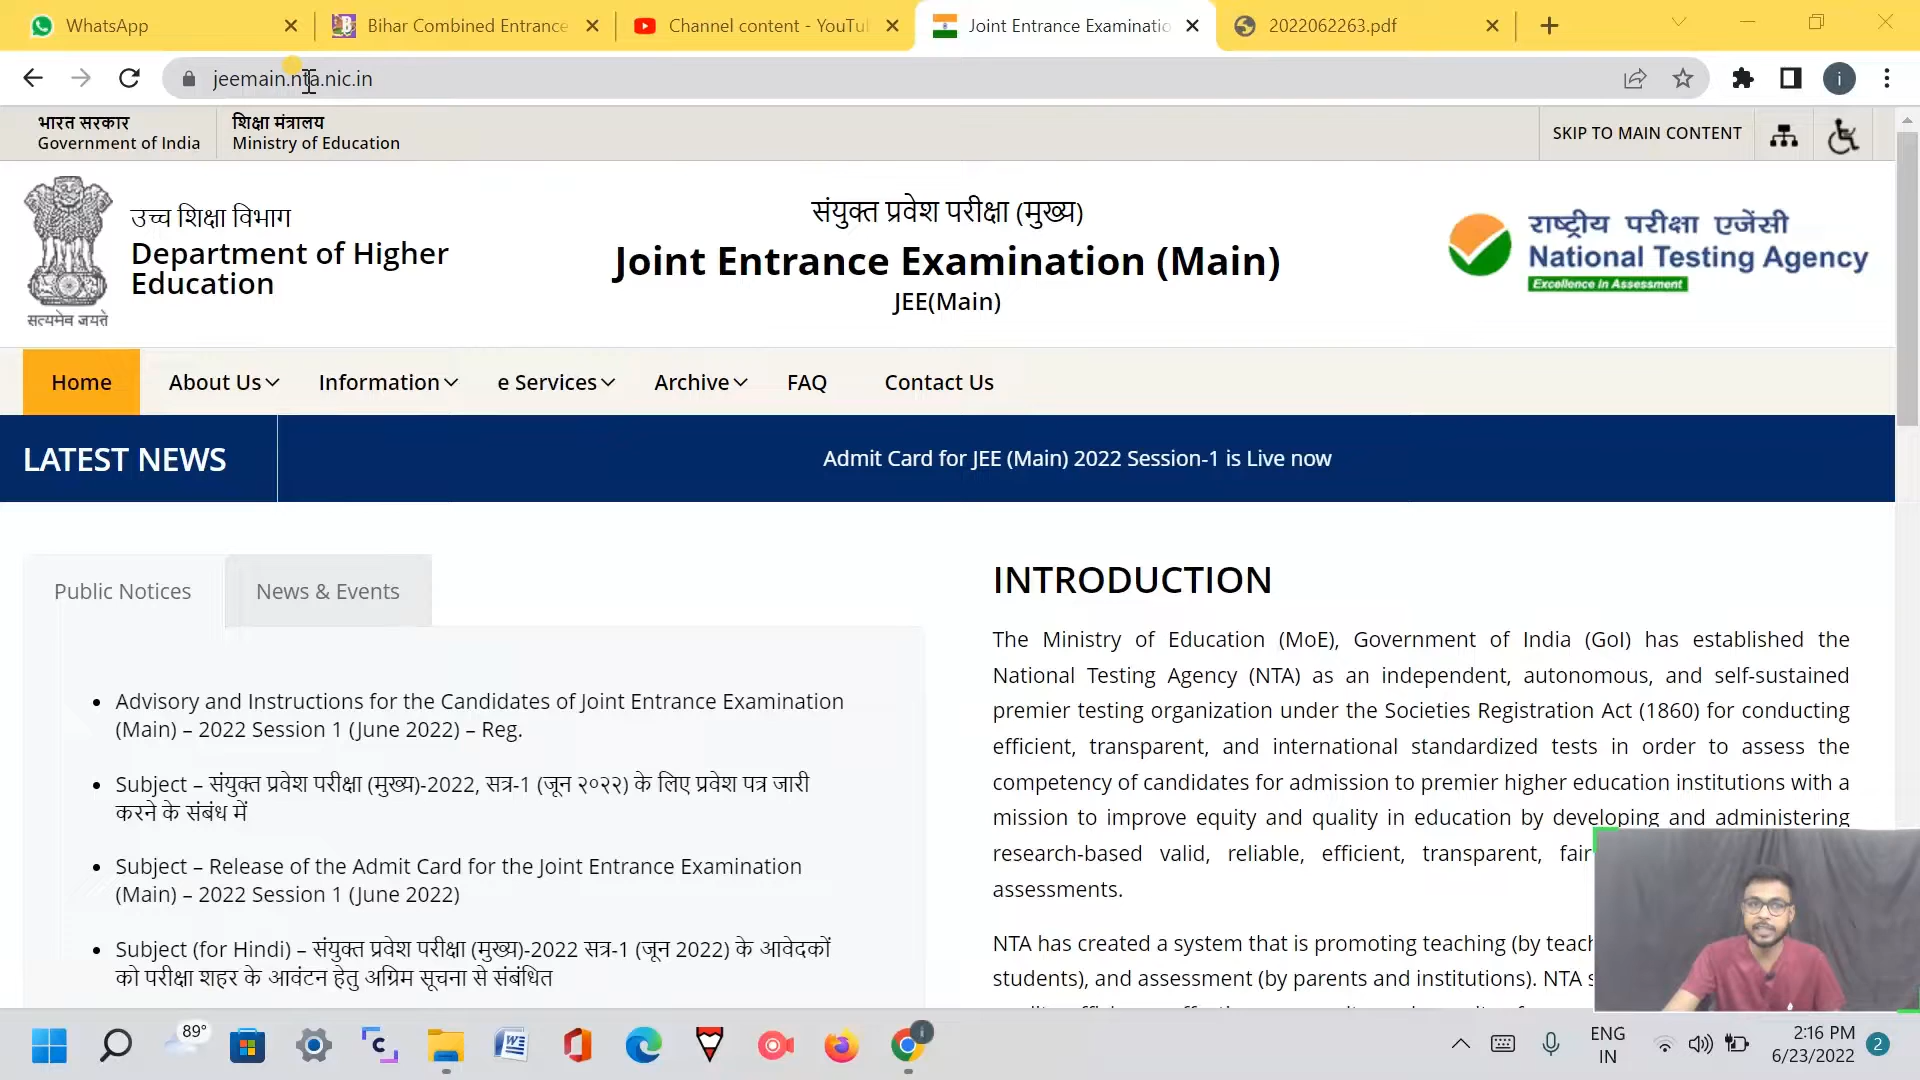 WhatsApp
Bihar Combined Entrance
Channel content - YouTu
Joint Entrance Examinatio
2022062263.pdf
jeemain.nta.nic.in
i
भारत सरकार
Government of India
शिक्षा मंत्रालय
Ministry of Education
SKIP TO MAIN CONTENT
सत्यमेव जयते
उच्च शिक्षा विभाग
Department of Higher
Education
संयुक्त प्रवेश परीक्षा (मुख्य)
Joint Entrance Examination (Main)
JEE(Main)
राष्ट्रीय परीक्षा एजेंसी
National Testing Agency
Excellence in Assessment
Home About Us Information e Services Archive FAQ Contact Us
LATEST NEWS
Admit Card for JEE (Main) 2022 Session-1 is Live now
Public Notices
News & Events
Advisory and Instructions for the Candidates of Joint Entrance Examination
(Main) – 2022 Session 1 (June 2022) – Reg.
Subject – संयुक्त प्रवेश परीक्षा (मुख्य)-2022, सत्र-1 (जून २०२२) के लिए प्रवेश पत्र जारी
करने के संबंध में
Subject – Release of the Admit Card for the Joint Entrance Examination
(Main) – 2022 Session 1 (June 2022)
Subject (for Hindi) – संयुक्त प्रवेश परीक्षा (मुख्य)-2022 सत्र-1 (जून 2022) के आवेदकों
को परीक्षा शहर के आवंटन हेतु अग्रिम सूचना से संबंधित
INTRODUCTION
The Ministry of Education (MoE), Government of India (GoI) has established the
National Testing Agency (NTA) as an independent, autonomous, and self-sustained
premier testing organization under the Societies Registration Act (1860) for conducting
efficient, transparent, and international standardized tests in order to assess the
competency of candidates for admission to premier higher education institutions with a
mission to improve equity and quality in education by developing and administering
research-based valid, reliable, efficient, transparent, fair
assessments.
NTA has created a system that is promoting teaching (by teach
students), and assessment (by parents and institutions). NTA s
89°
ENG
IN
2:16 PM
6/23/2022
2